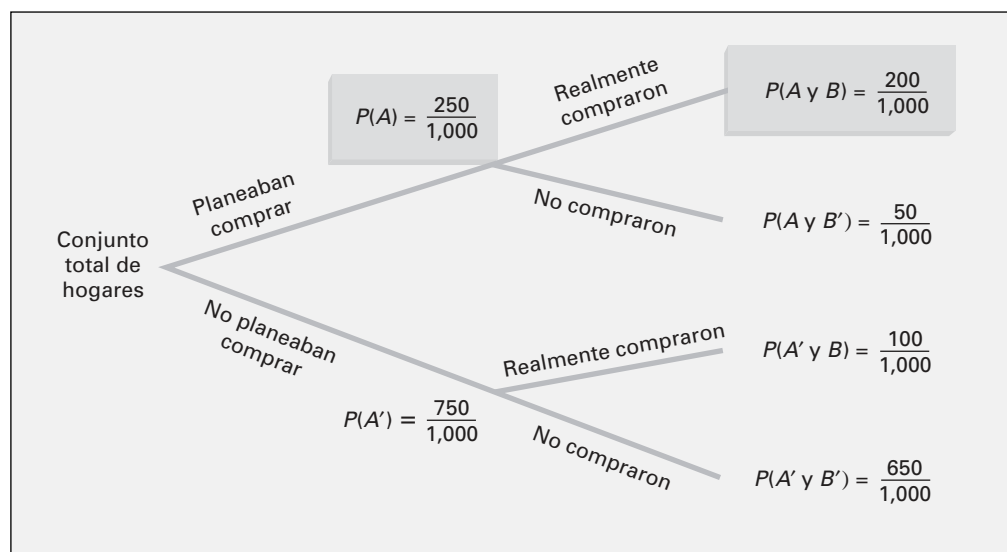 Conjunto
total de
hogares
Planeaban
comprar
P(A) = 250/1,000
Realmente
compraron
P(A y B) = 200/1,000
No compraron
P(A y B′) = 50/1,000
No planeaban
comprar
P(A′) = 750/1,000
Realmente compraron
P(A′ y B) = 100/1,000
No compraron
P(A′ y B′) = 650/1,000